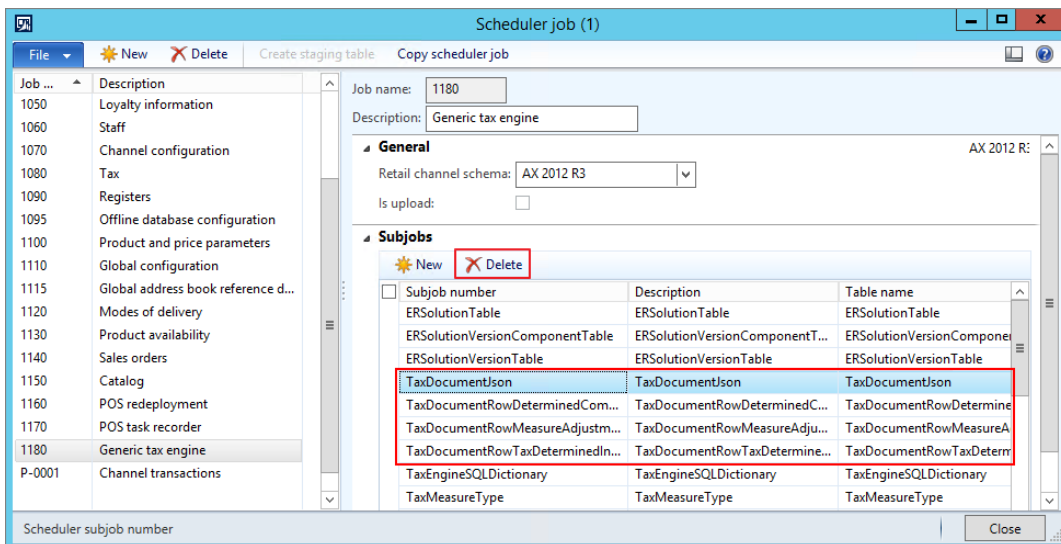 Scheduler job (1)
File New Delete Create staging table Copy scheduler job
Job ... Description
1050 Loyalty information
1060 Staff
1070 Channel configuration
1080 Tax
1090 Registers
1095 Offline database configuration
1100 Product and price parameters
1110 Global configuration
1115 Global address book reference d...
1120 Modes of delivery
1130 Product availability
1140 Sales orders
1150 Catalog
1160 POS redeployment
1170 POS task recorder
1180 Generic tax engine
P-0001 Channel transactions
Job name: 1180
Description: Generic tax engine
General AX 2012 R3
Retail channel schema: AX 2012 R3
Is upload:
Subjobs
New Delete
Subjob number Description Table name
ERSolutionTable ERSolutionTable ERSolutionTable
ERSolutionVersionComponentTable ERSolutionVersionComponentT... ERSolutionVersionComponen
ERSolutionVersionTable ERSolutionVersionTable ERSolutionVersionTable
TaxDocumentJson TaxDocumentJson TaxDocumentJson
TaxDocumentRowDeterminedCom... TaxDocumentRowDeterminedC... TaxDocumentRowDetermine
TaxDocumentRowMeasureAdjustm... TaxDocumentRowMeasureAdju... TaxDocumentRowMeasureA
TaxDocumentRowTaxDeterminedIn... TaxDocumentRowTaxDetermine... TaxDocumentRowTaxDeterm
TaxEngineSQLDictionary TaxEngineSQLDictionary TaxEngineSQLDictionary
TaxMeasureType TaxMeasureType TaxMeasureType
Scheduler subjob number Close